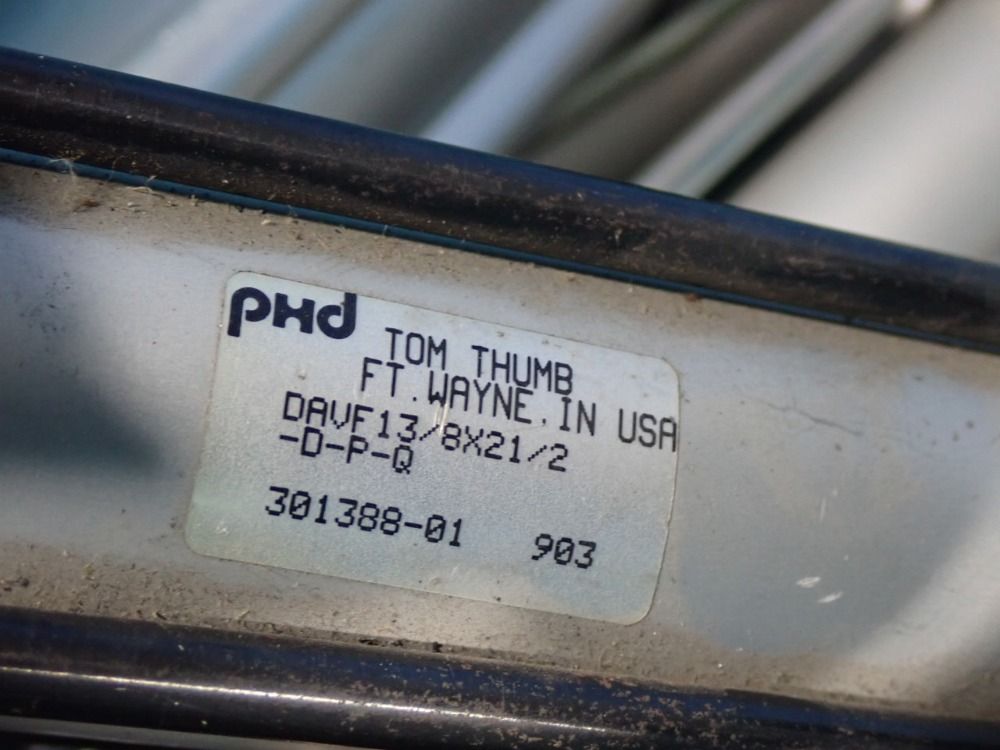 PHD
TOM THUMB
FT.WAYNE,IN USA
DAVF13/8X21/2
-D-P-Q
301388-01 903